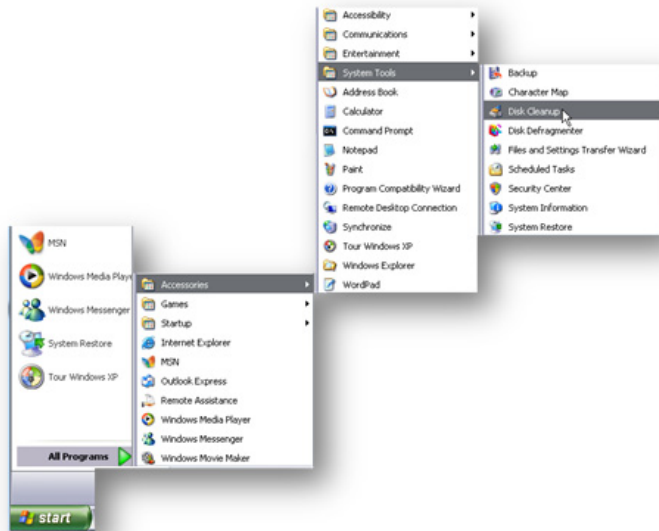 Accessibility
Communications
Entertainment
System Tools
Address Book
Calculator
Command Prompt
Notepad
Paint
Program Compatibility Wizard
Remote Desktop Connection
Synchronize
Tour Windows XP
Windows Explorer
WordPad
Backup
Character Map
Disk Cleanup
Disk Defragmenter
Files and Settings Transfer Wizard
Scheduled Tasks
Security Center
System Information
System Restore
MSN
Windows Media Playe
Windows Messenger
System Restore
Tour Windows XP
All Programs
start
Accessories
Games
Startup
Internet Explorer
MSN
Outlook Express
Remote Assistance
Windows Media Player
Windows Messenger
Windows Movie Maker